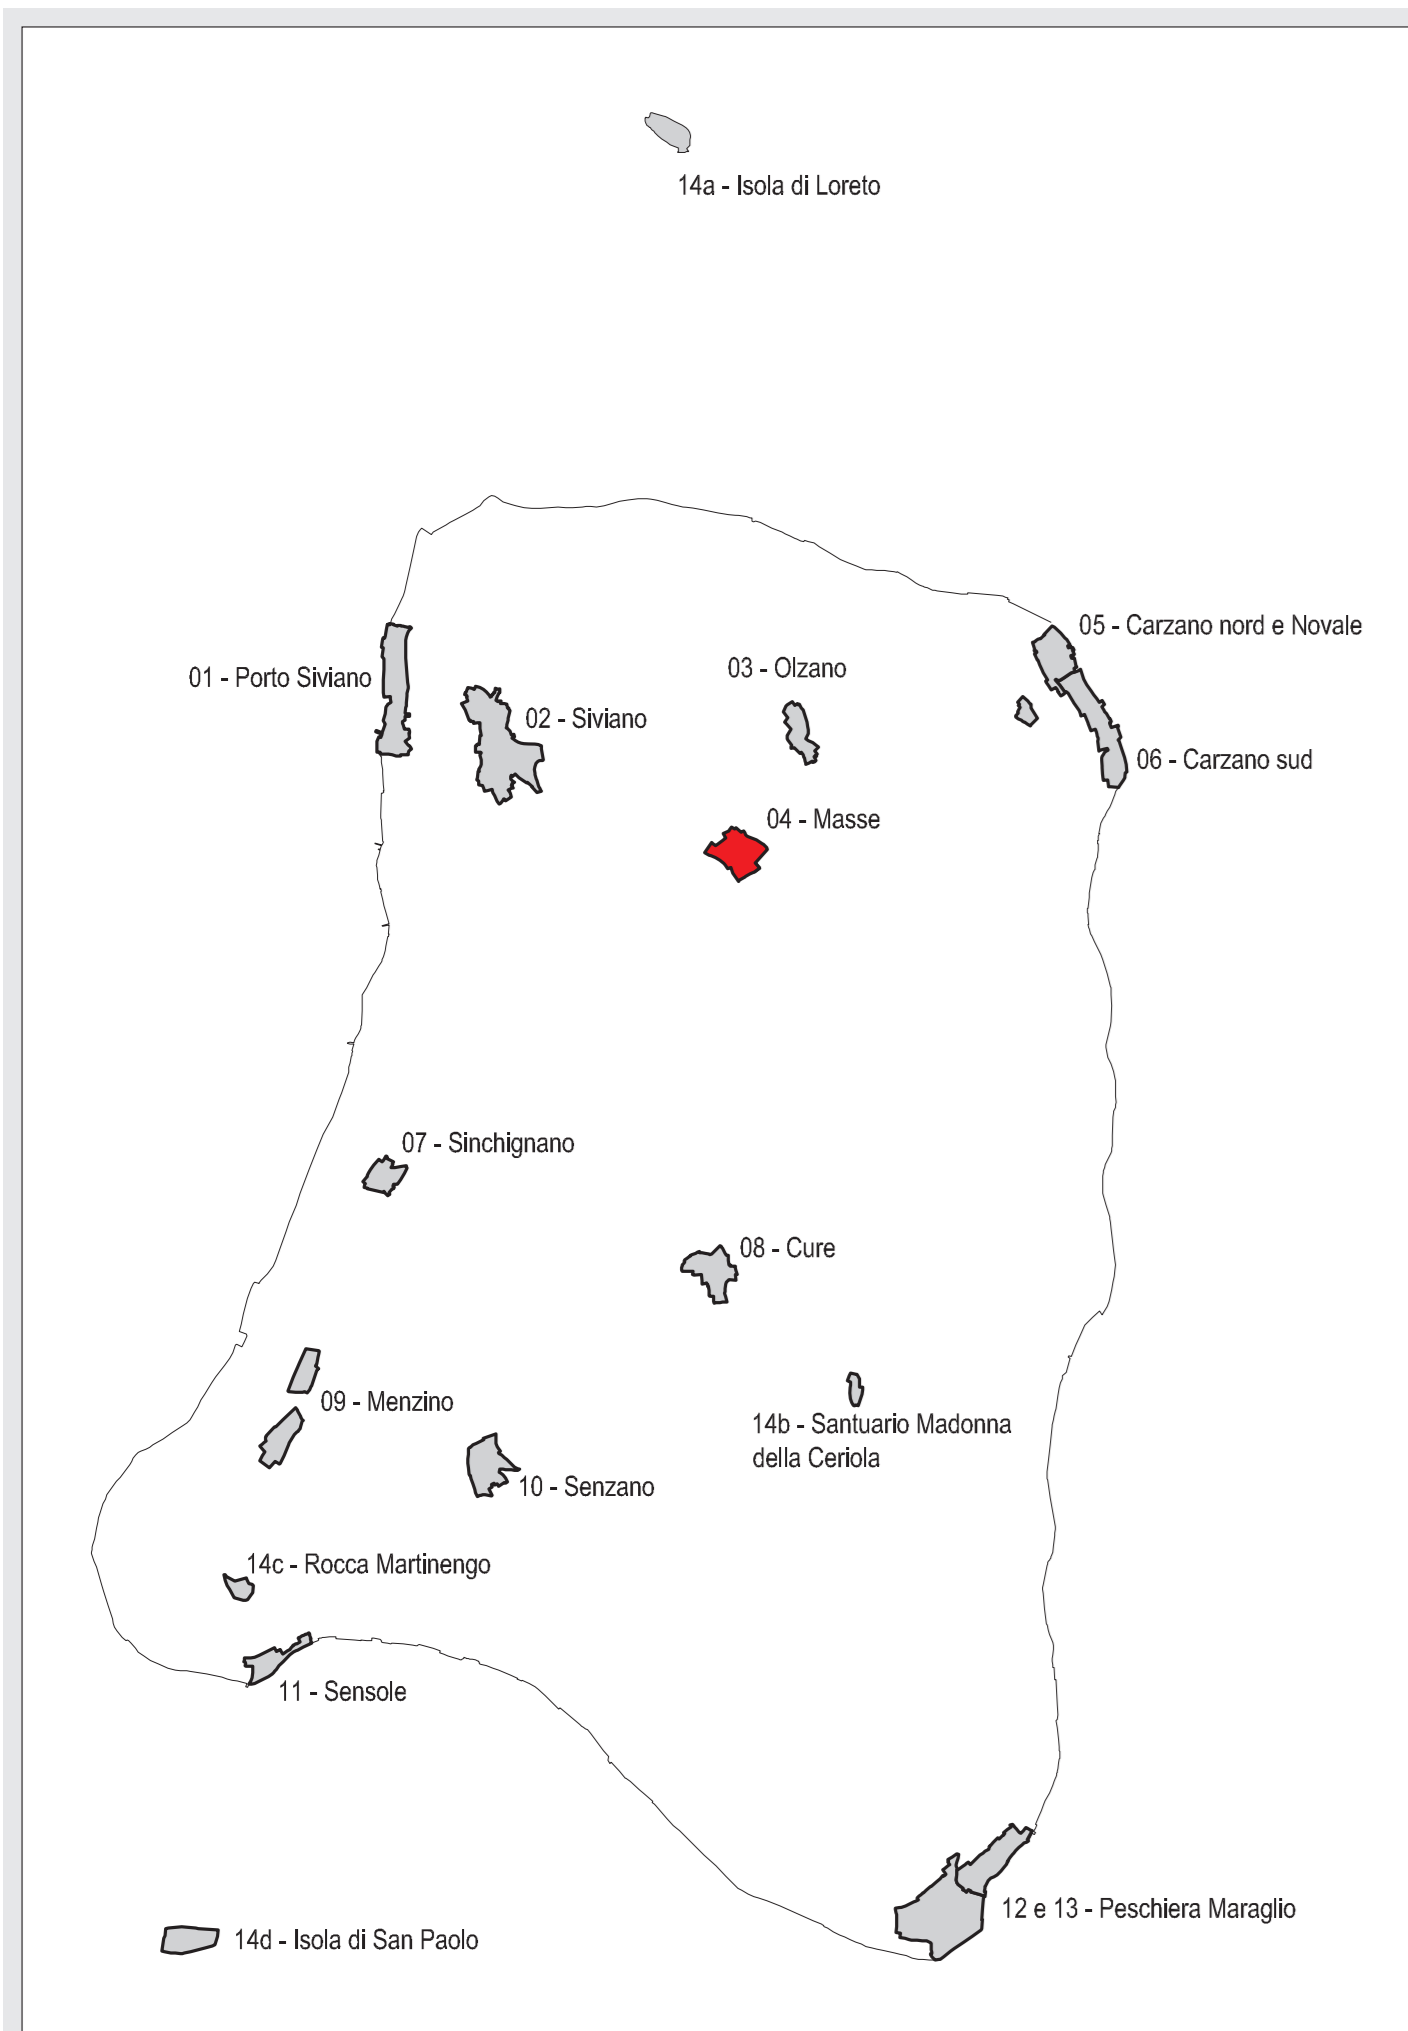 14a - Isola di Loreto
05 - Carzano nord e Novale
01 - Porto Siviano
03 - Olzano
02 - Siviano
06 - Carzano sud
04 - Masse
07 - Sinchignano
08 - Cure
09 - Menzino
14b - Santuario Madonna
della Ceriola
10 - Senzano
14c - Rocca Martinengo
11 - Sensole
12 e 13 - Peschiera Maraglio
14d - Isola di San Paolo